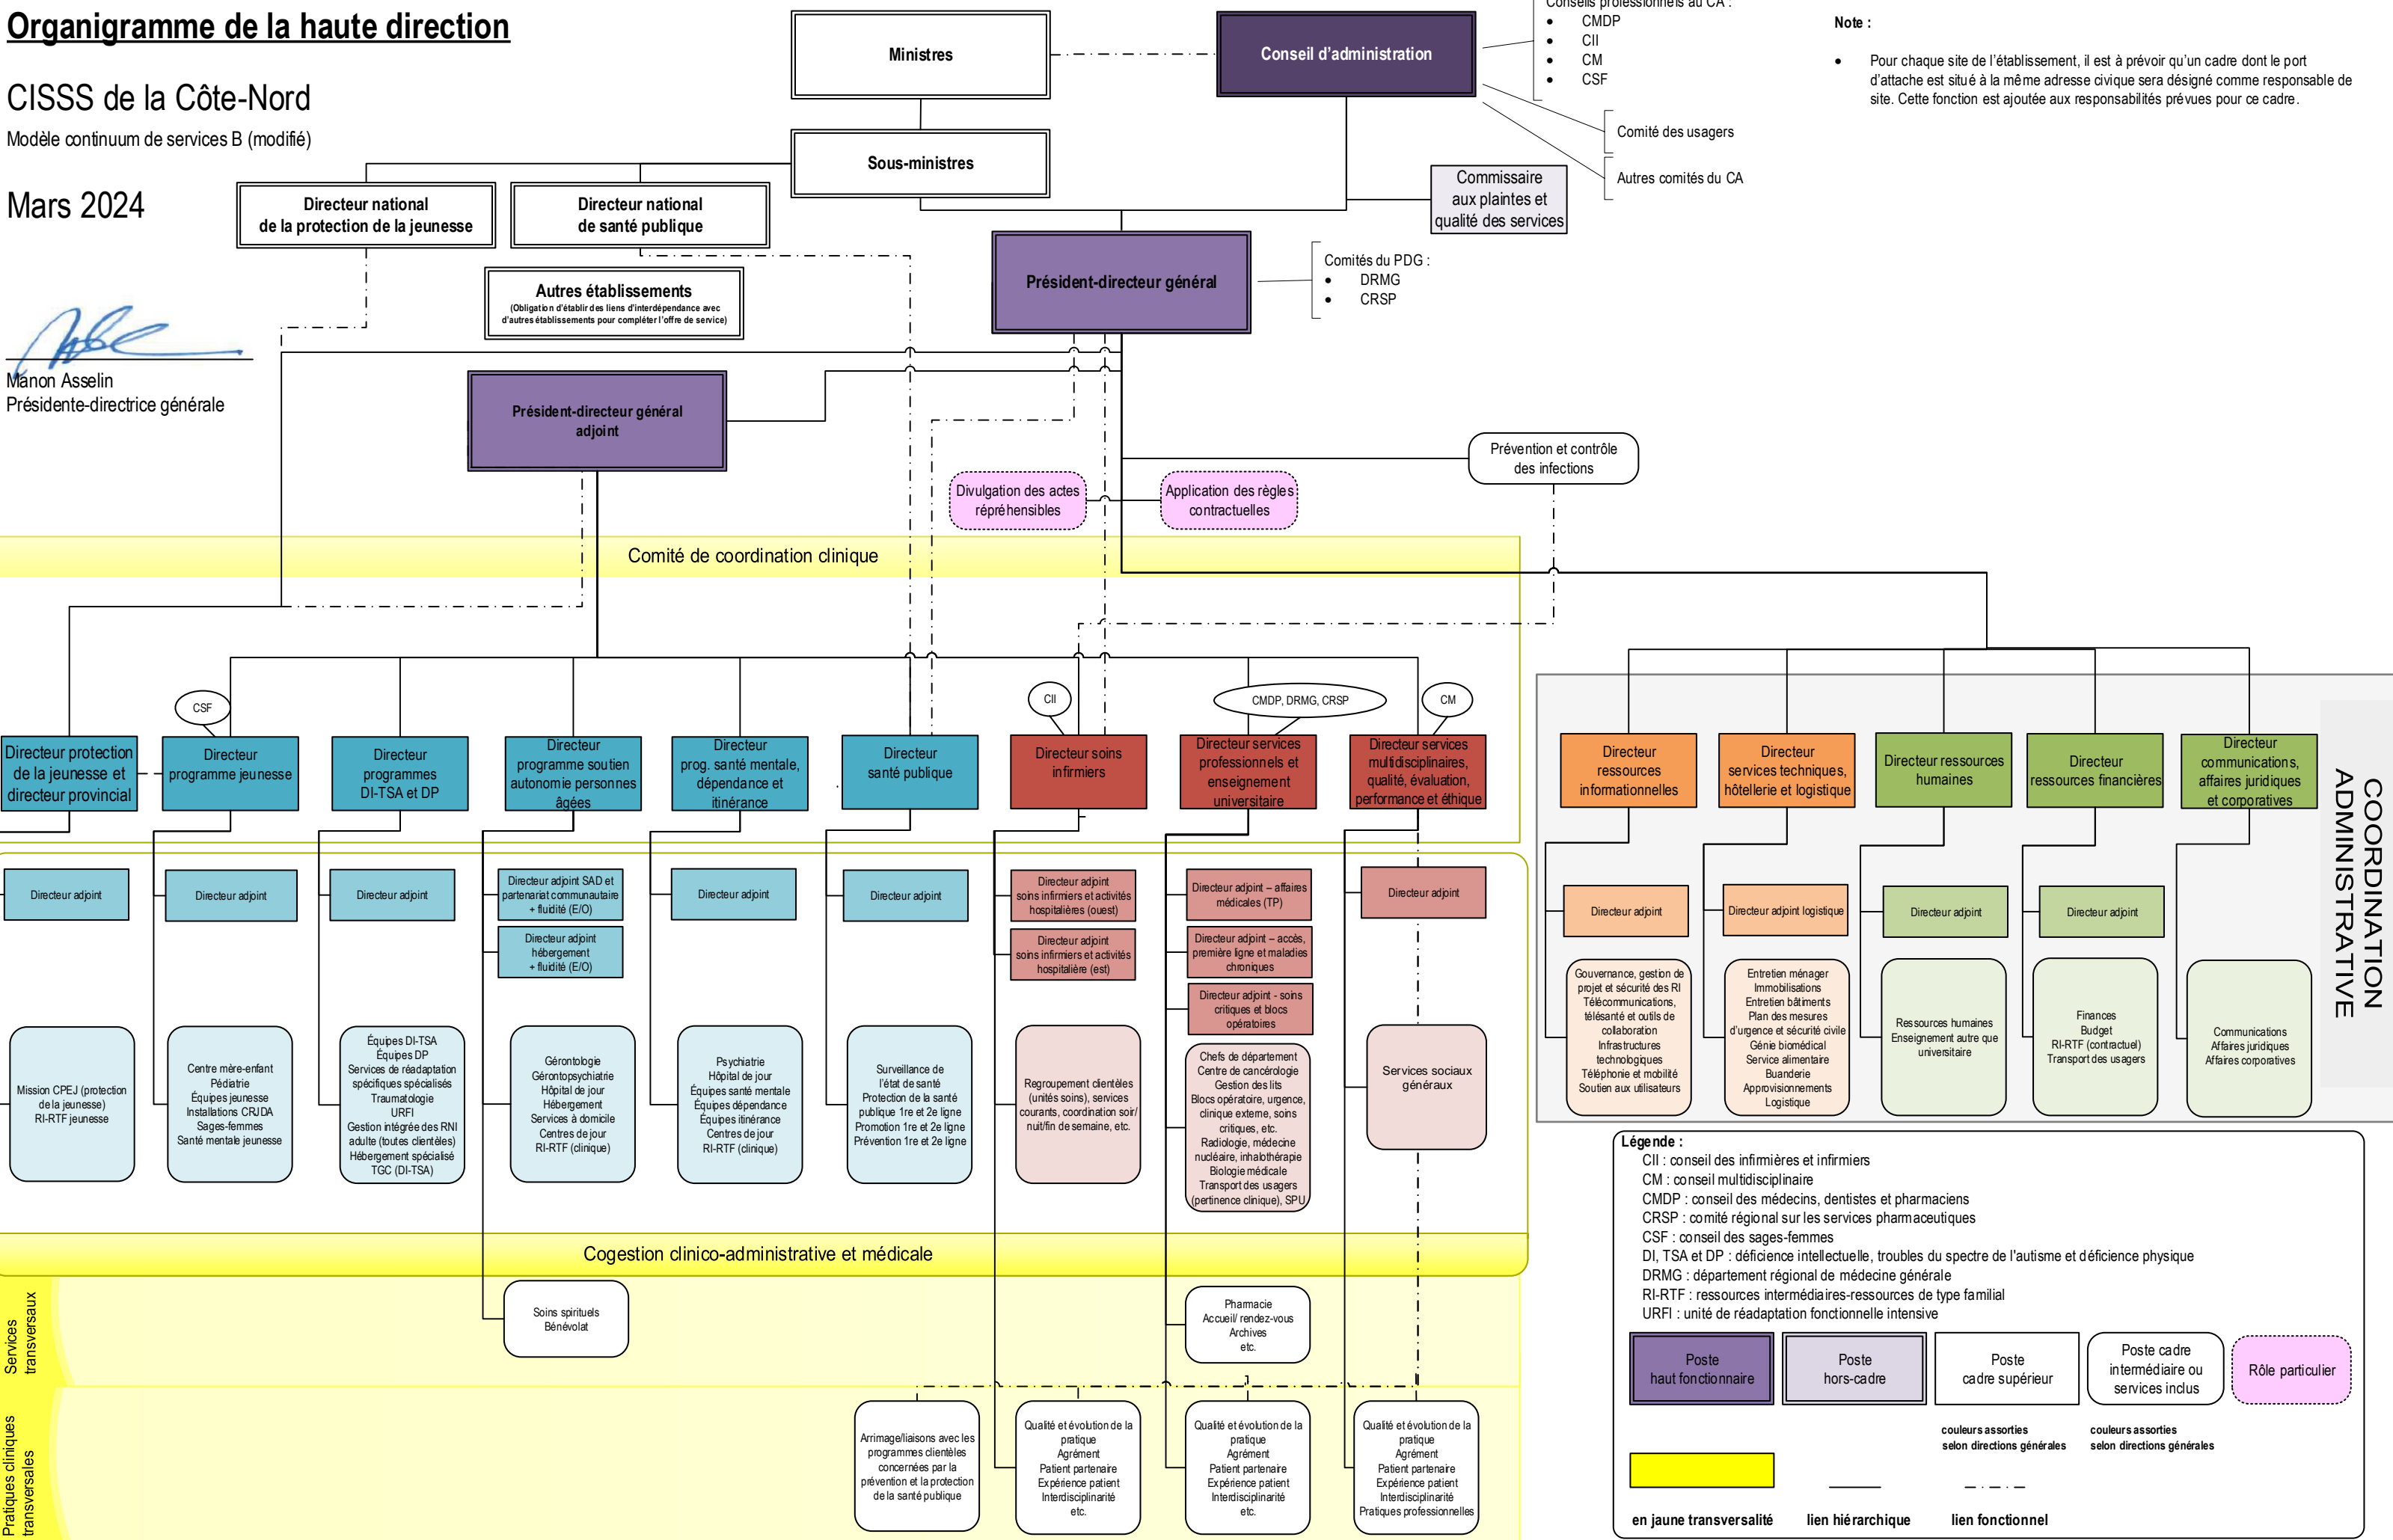 Organigramme de la haute direction
CISSS de la Côte-Nord
Modèle continuum de services B (modifié)
Mars 2024
Manon Asselin
Présidente-directrice générale
Ministres
Conseil d'administration
Conseils professionnels au CA :
• CMDP
• CII
• CM
• CSF
Note :
• Pour chaque site de l'établissement, il est à prévoir qu'un cadre dont le port
d'attache est situé à la même adresse civique sera désigné comme responsable de
site. Cette fonction est ajoutée aux responsabilités prévues pour ce cadre.
Comité des usagers
Autres comités du CA
Sous-ministres
Commissaire
aux plaintes et
qualité des services
Directeur national
de la protection de la jeunesse
Directeur national
de santé publique
Autres établissements
(Obligation d'établir des liens d'interdépendance avec
d'autres établissements pour compléter l'offre de service)
Président-directeur général
Comités du PDG :
• DRMG
• CRSP
Président-directeur général
adjoint
Prévention et contrôle
des infections
Divulgation des actes
répréhensibles
Application des règles
contractuelles
Comité de coordination clinique
CSF
CII
CMDP, DRMG, CRSP
CM
Directeur protection
de la jeunesse et
directeur provincial
Directeur
programme jeunesse
Directeur
programmes
DI-TSA et DP
Directeur
programme soutien
autonomie personnes
âgées
Directeur
prog. santé mentale,
dépendance et
itinérance
Directeur
santé publique
Directeur soins
infirmiers
Directeur services
professionnels et
enseignement
universitaire
Directeur services
multidisciplinaires,
qualité, évaluation,
performance et éthique
Directeur
ressources
informationnelles
Directeur
services techniques,
hôtellerie et logistique
Directeur ressources
humaines
Directeur
ressources financières
Directeur
communications,
affaires juridiques
et corporatives
COORDINATION
ADMINISTRATIVE
Directeur adjoint
Directeur adjoint
Directeur adjoint
Directeur adjoint SAD et
partenariat communautaire
+ fluidité (E/O)
Directeur adjoint
hébergement
+ fluidité (E/O)
Directeur adjoint
Directeur adjoint
Directeur adjoint
soins infirmiers et activités
hospitalières (ouest)
Directeur adjoint
soins infirmiers et activités
hospitalière (est)
Directeur adjoint – affaires
médicales (TP)
Directeur adjoint – accès,
première ligne et maladies
chroniques
Directeur adjoint - soins
critiques et blocs
opératoires
Directeur adjoint
Directeur adjoint
Directeur adjoint logistique
Directeur adjoint
Directeur adjoint
Mission CPEJ (protection
de la jeunesse)
RI-RTF jeunesse
Centre mère-enfant
Pédiatrie
Équipes jeunesse
Installations CRJDA
Sages-femmes
Santé mentale jeunesse
Équipes DI-TSA
Équipes DP
Services de réadaptation
spécifiques spécialisés
Traumatologie
URFI
Gestion intégrée des RNI
adulte (toutes clientèles)
Hébergement spécialisé
TGC (DI-TSA)
Gérontologie
Gérontopsychiatrie
Hôpital de jour
Hébergement
Services à domicile
Centres de jour
RI-RTF (clinique)
Psychiatrie
Hôpital de jour
Équipes santé mentale
Équipes dépendance
Équipes itinérance
Centres de jour
RI-RTF (clinique)
Surveillance de
l'état de santé
Protection de la santé
publique 1re et 2e ligne
Promotion 1re et 2e ligne
Prévention 1re et 2e ligne
Regroupement clientèles
(unités soins), services
courants, coordination soir/
nuit/fin de semaine, etc.
Chefs de département
Centre de cancérologie
Gestion des lits
Blocs opératoire, urgence,
clinique externe, soins
critiques, etc.
Radiologie, médecine
nucléaire, inhalothérapie
Biologie médicale
Transport des usagers
(pertinence clinique), SPU
Services sociaux
généraux
Gouvernance, gestion de
projet et sécurité des RI
Télécommunications,
télésanté et outils de
collaboration
Infrastructures
technologiques
Téléphonie et mobilité
Soutien aux utilisateurs
Entretien ménager
Immobilisations
Entretien bâtiments
Plan des mesures
d'urgence et sécurité civile
Génie biomédical
Service alimentaire
Buanderie
Approvisionnements
Logistique
Ressources humaines
Enseignement autre que
universitaire
Finances
Budget
RI-RTF (contractuel)
Transport des usagers
Communications
Affaires juridiques
Affaires corporatives
Cogestion clinico-administrative et médicale
Services
transversaux
Soins spirituels
Bénévolat
Pharmacie
Accueil/ rendez-vous
Archives
etc.
Pratiques cliniques
transversales
Arrimage/liaisons avec les
programmes clientèles
concernées par la
prévention et la protection
de la santé publique
Qualité et évolution de la
pratique
Agrément
Patient partenaire
Expérience patient
Interdisciplinarité
etc.
Qualité et évolution de la
pratique
Agrément
Patient partenaire
Expérience patient
Interdisciplinarité
etc.
Qualité et évolution de la
pratique
Agrément
Patient partenaire
Expérience patient
Interdisciplinarité
Pratiques professionnelles
Légende :
CII : conseil des infirmières et infirmiers
CM : conseil multidisciplinaire
CMDP : conseil des médecins, dentistes et pharmaciens
CRSP : comité régional sur les services pharmaceutiques
CSF : conseil des sages-femmes
DI, TSA et DP : déficience intellectuelle, troubles du spectre de l'autisme et déficience physique
DRMG : département régional de médecine générale
RI-RTF : ressources intermédiaires-ressources de type familial
URFI : unité de réadaptation fonctionnelle intensive
Poste
haut fonctionnaire
Poste
hors-cadre
Poste
cadre supérieur
Poste cadre
intermédiaire ou
services inclus
Rôle particulier
couleurs assorties
selon directions générales
couleurs assorties
selon directions générales
en jaune transversalité
lien hiérarchique
lien fonctionnel